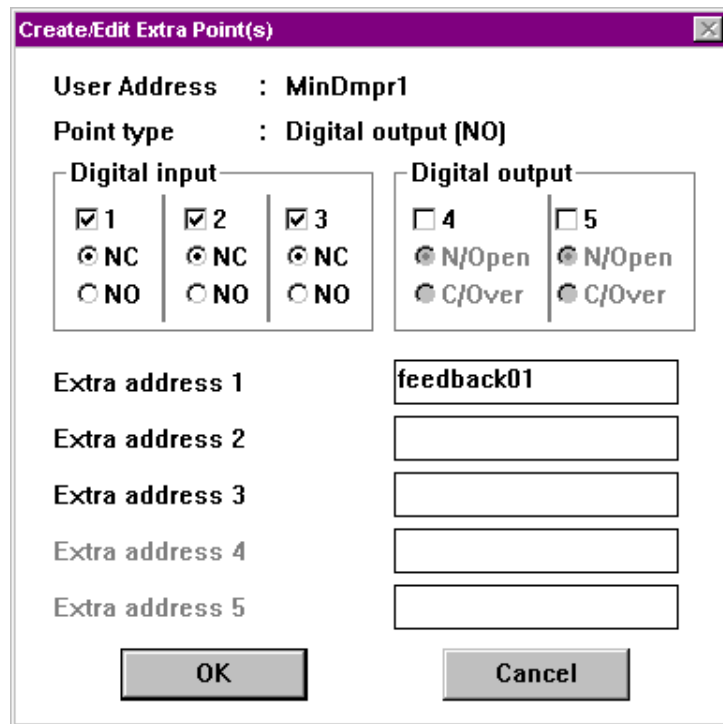 Create/Edit Extra Point(s)
User Address : MinDmpr1
Point type : Digital output (NO)
Digital input Digital output
1 2 3 4 5
NC NC NC N/Open N/Open
NO NO NO C/Over C/Over
Extra address 1 feedback01
Extra address 2
Extra address 3
Extra address 4
Extra address 5
OK Cancel